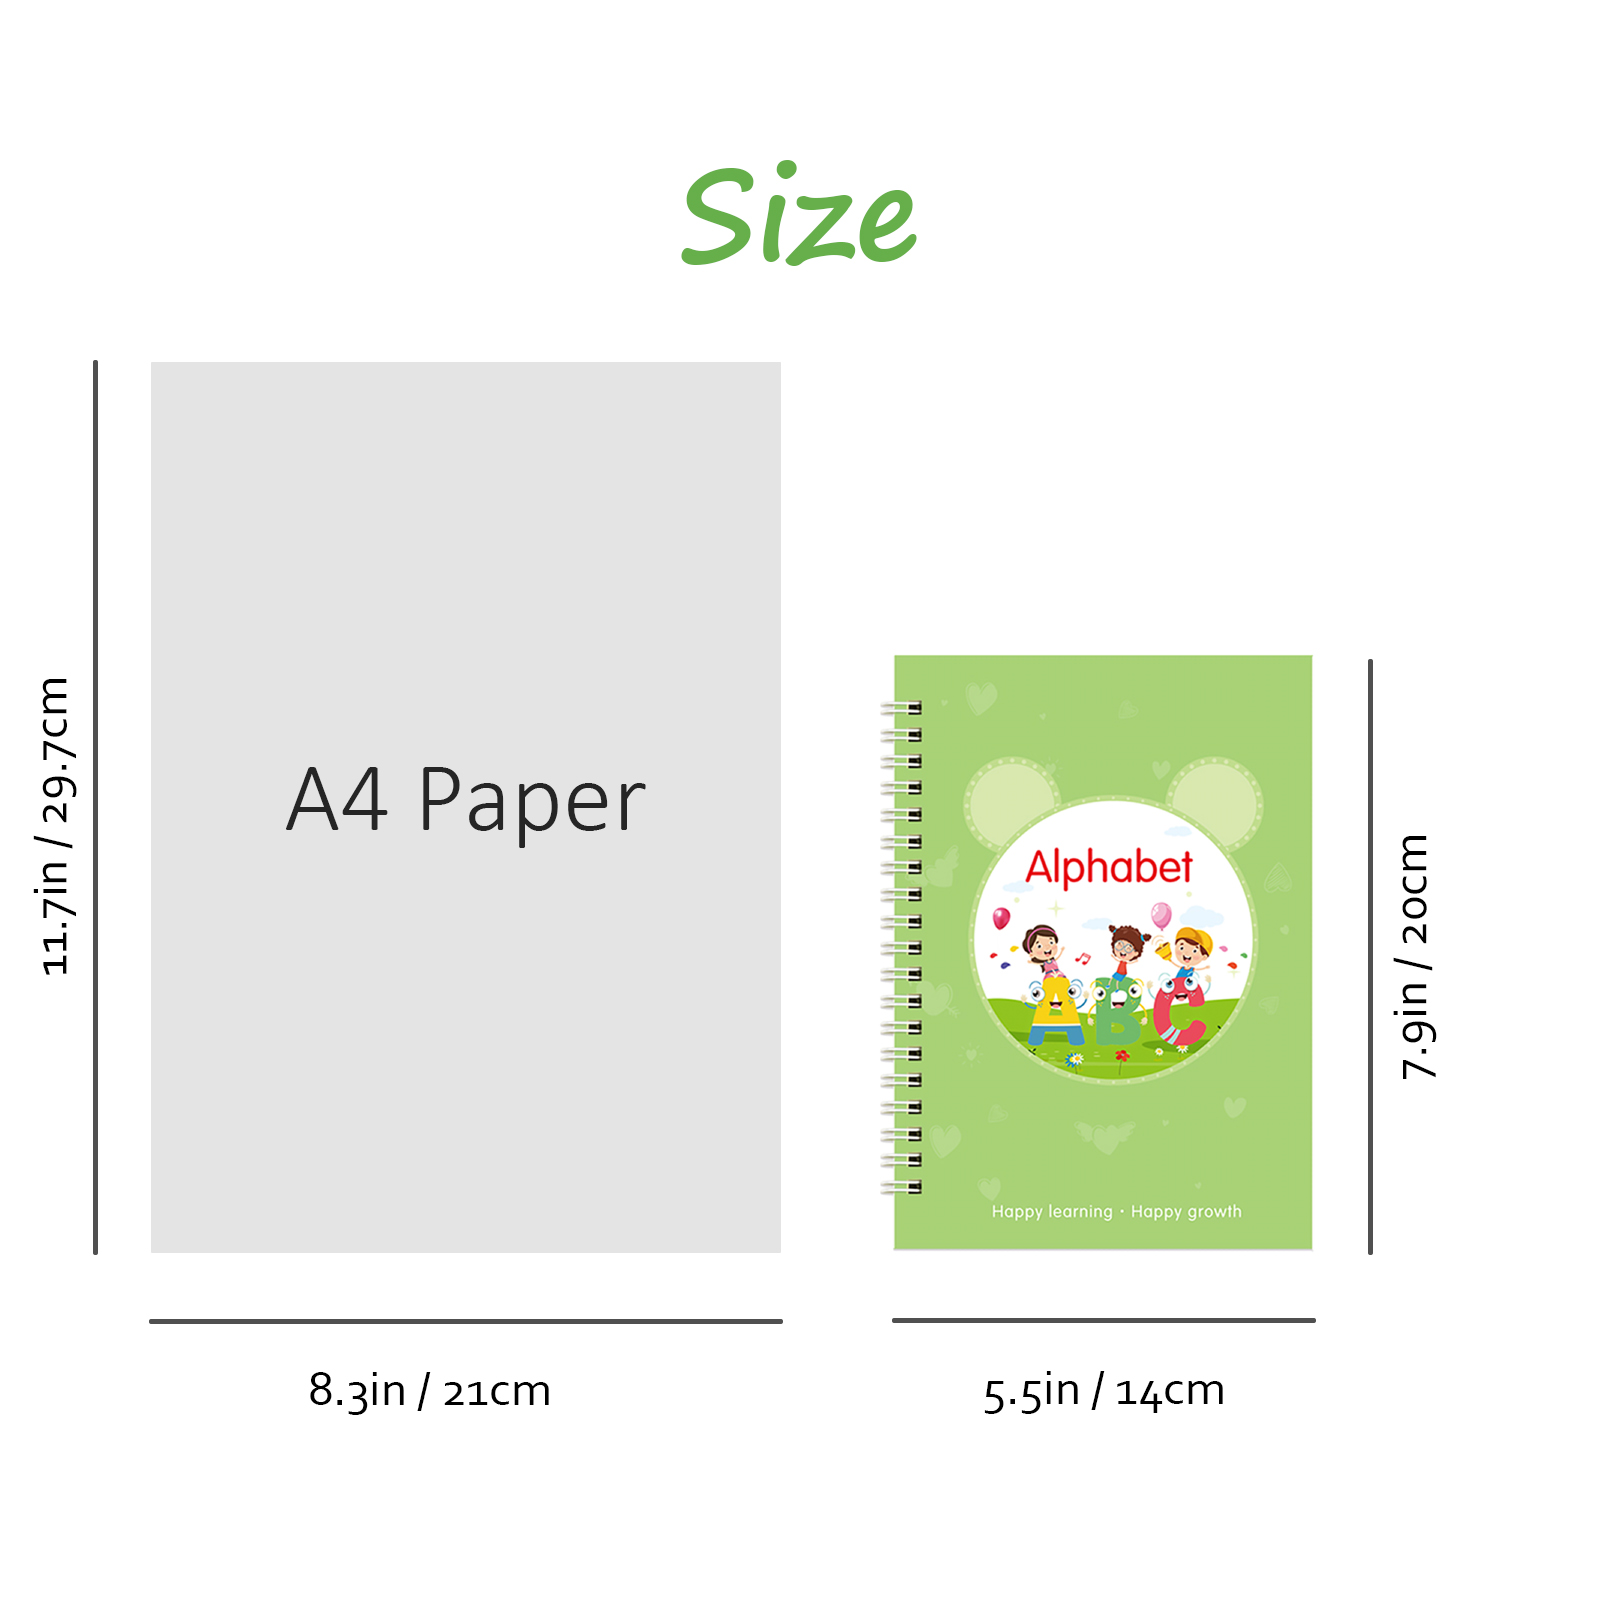 Size
11.7in / 29.7cm
A4 Paper
8.3in / 21cm
Alphabet
ABC
Happy learning · Happy growth
7.9in / 20cm
5.5in / 14cm